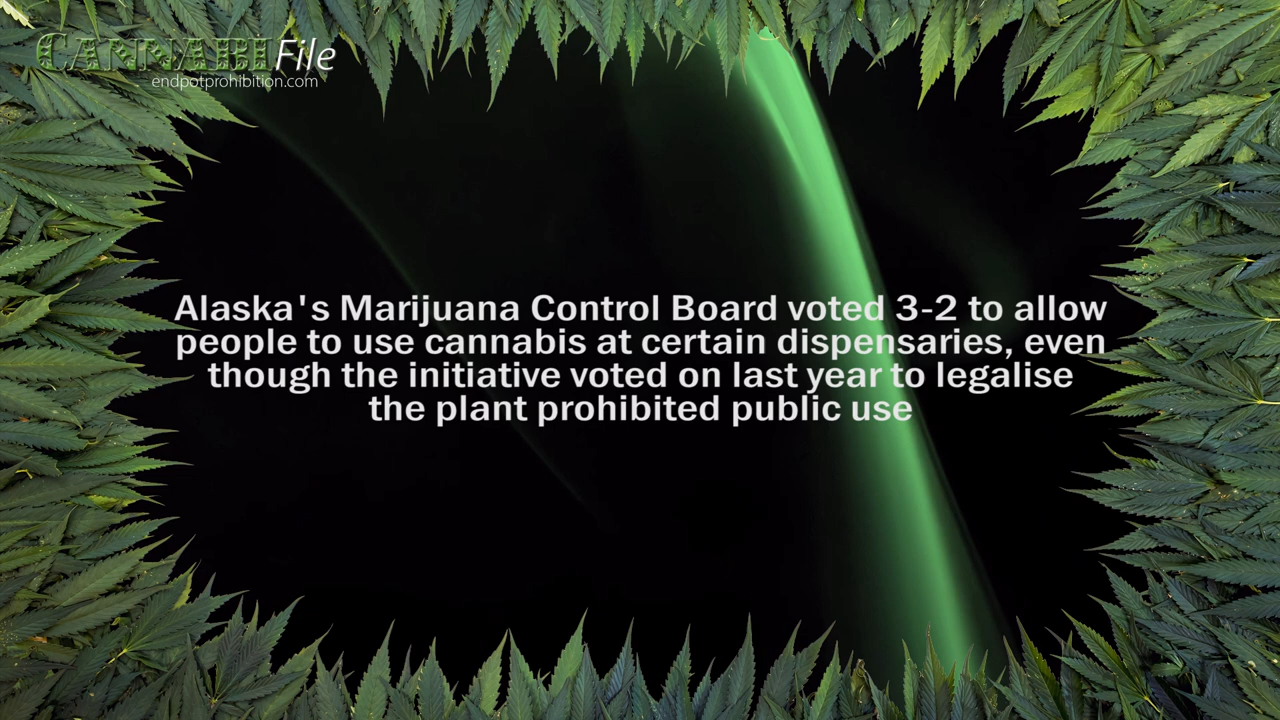 CANNABIFile
endpotprohibition.com
Alaska's Marijuana Control Board voted 3-2 to allow
people to use cannabis at certain dispensaries, even
though the initiative voted on last year to legalise
the plant prohibited public use